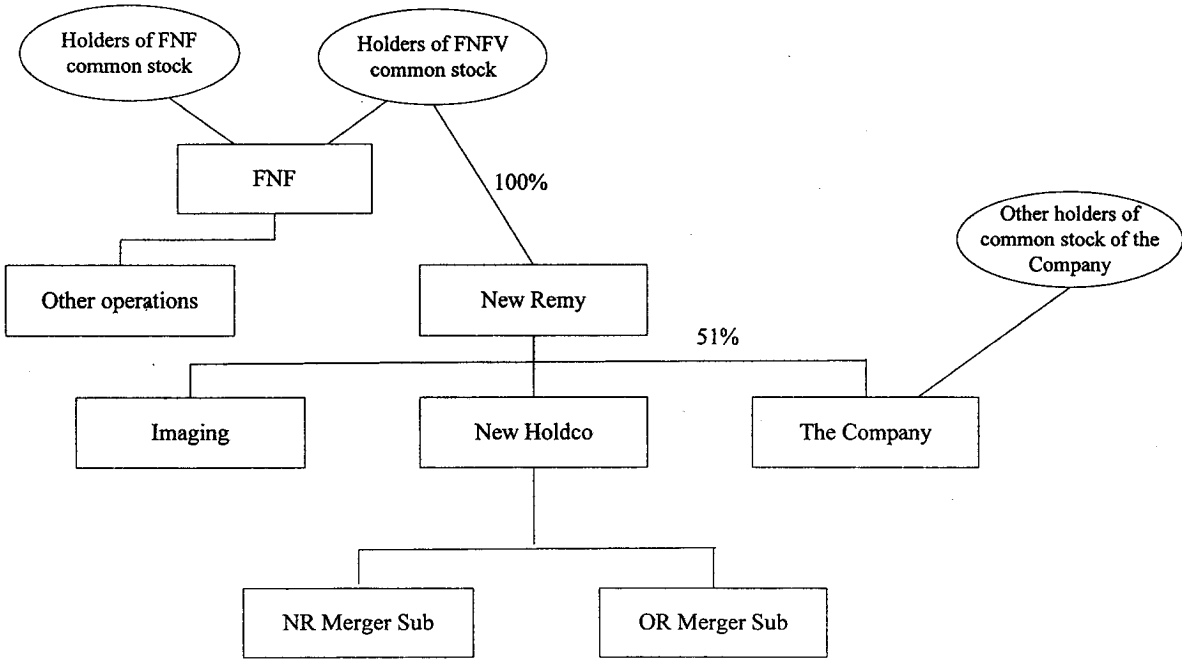 Holders of FNF
common stock
Holders of FNFV
common stock
FNF
100%
Other holders of
common stock of the
Company
Other operations
New Remy
51%
Imaging
New Holdco
The Company
NR Merger Sub
OR Merger Sub